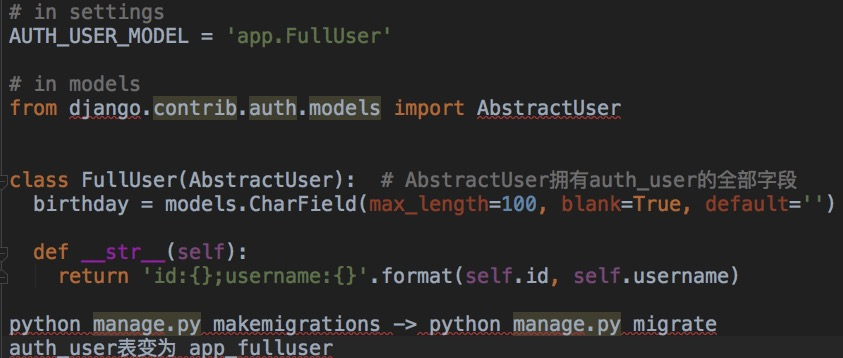 # in settings
AUTH_USER_MODEL = 'app.FullUser'
# in models
from django.contrib.auth.models import AbstractUser
class FullUser(AbstractUser):  # AbstractUser拥有auth_user的全部字段
birthday = models.CharField(max_length=100, blank=True, default='')
def __str__(self):
return 'id:{};username:{}'.format(self.id, self.username)
python manage.py makemigrations -> python manage.py migrate
auth_user表变为 app_fulluser